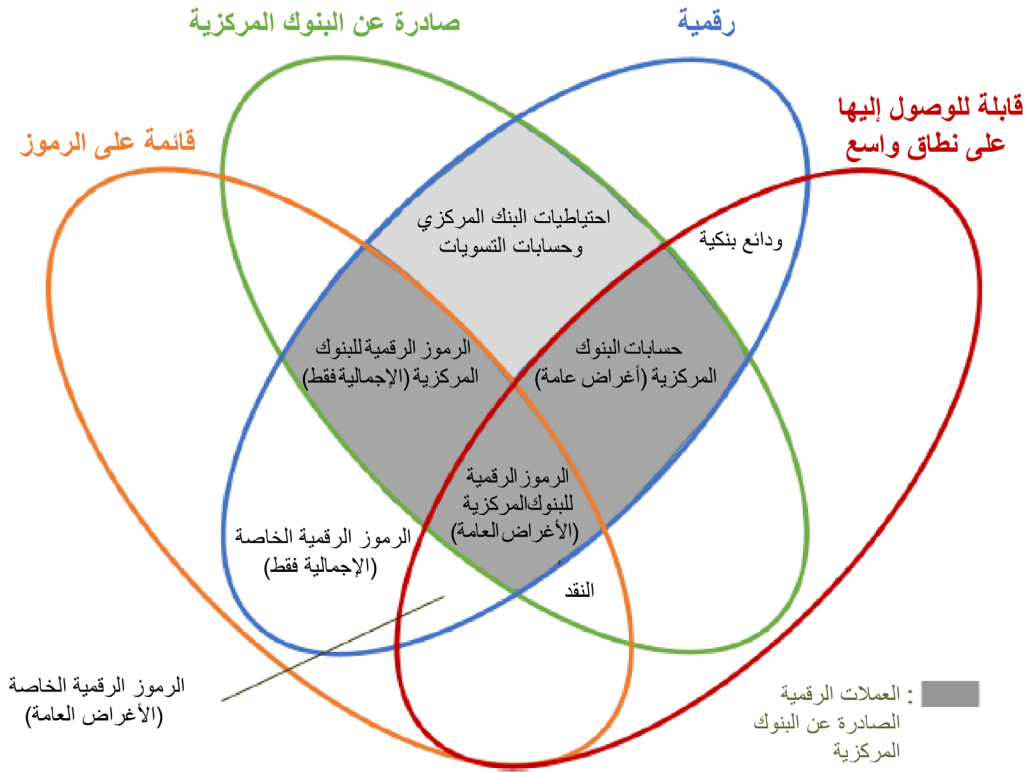 صادرة عن البنوك المركزية
رقمية
قابلة للوصول إليها
على نطاق واسع
قائمة على الرموز
احتياطيات البنك المركزي
وحسابات التسويات
ودائع بنكية
الرموز الرقمية للبنوك
المركزية (الإجمالية فقط)
حسابات البنوك
المركزية (أغراض عامة)
الرموز الرقمية
للبنوك المركزية
(الأغراض العامة)
الرموز الرقمية الخاصة
(الإجمالية فقط)
النقد
الرموز الرقمية الخاصة
(الأغراض العامة)
: العملات الرقمية
الصادرة عن البنوك
المركزية